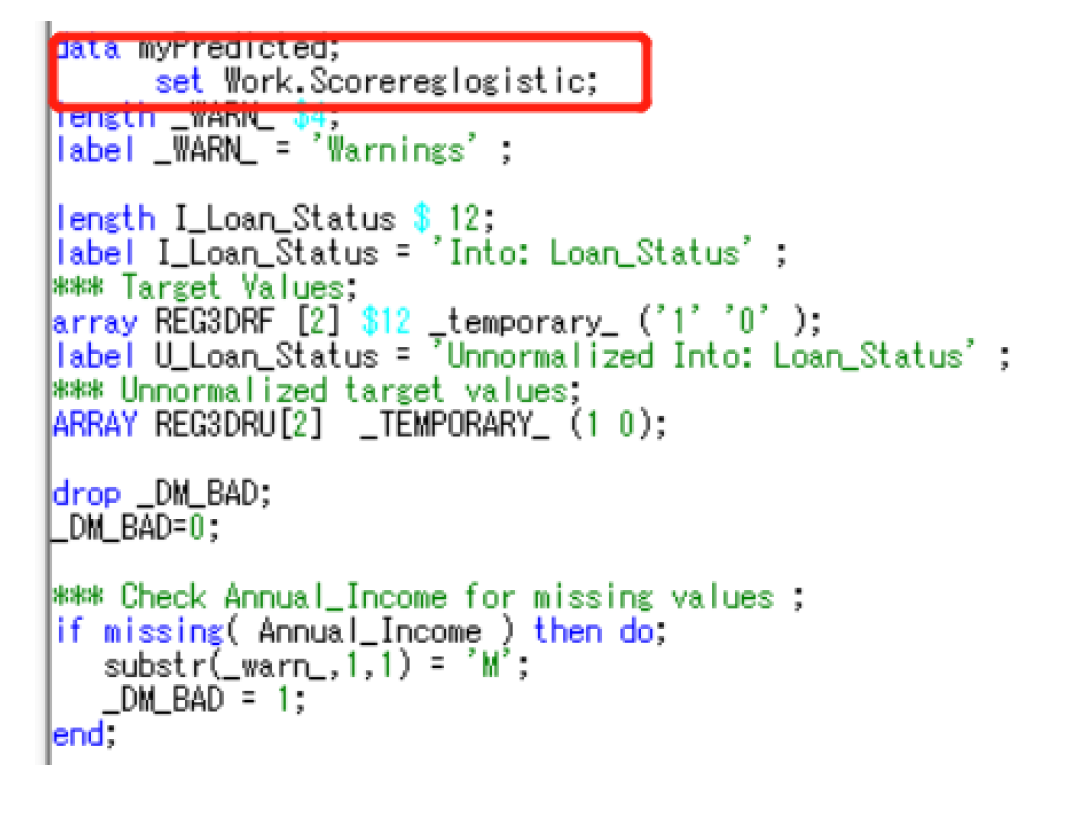 data myPredicted;
set Work.Scorereglogistic;
length _WARN_ $4;
label _WARN_ = 'Warnings' ;
length I_Loan_Status $ 12;
label I_Loan_Status = 'Into: Loan_Status' ;
*** Target Values;
array REG3DRF [2] $12 _temporary_ ('1' '0' );
label U_Loan_Status = 'Unnormalized Into: Loan_Status' ;
*** Unnormalized target values;
ARRAY REG3DRU[2] _TEMPORARY_ (1 0);
drop _DM_BAD;
_DM_BAD=0;
*** Check Annual_Income for missing values ;
if missing( Annual_Income ) then do;
substr(_warn_,1,1) = 'M';
_DM_BAD = 1;
end;